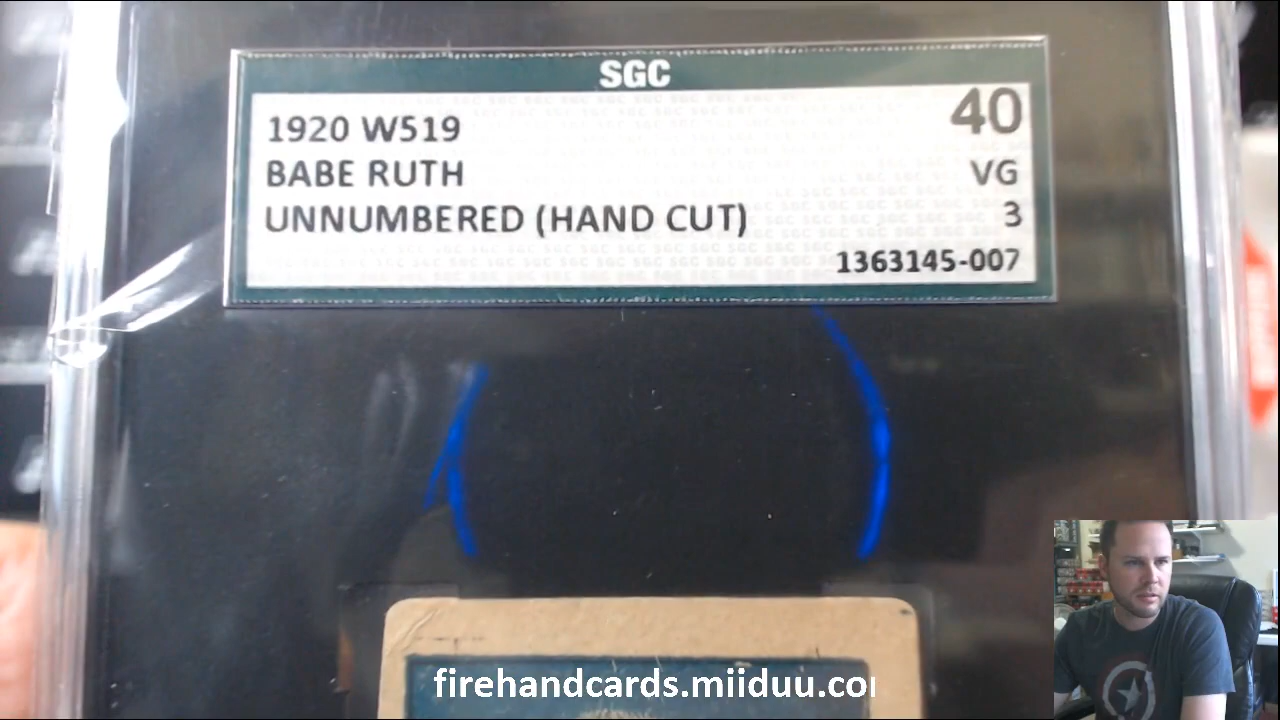 SGC
1920 W519
BABE RUTH
UNNUMBERED (HAND CUT)
40
VG
3
1363145-007
firehandcards.miiduu.co